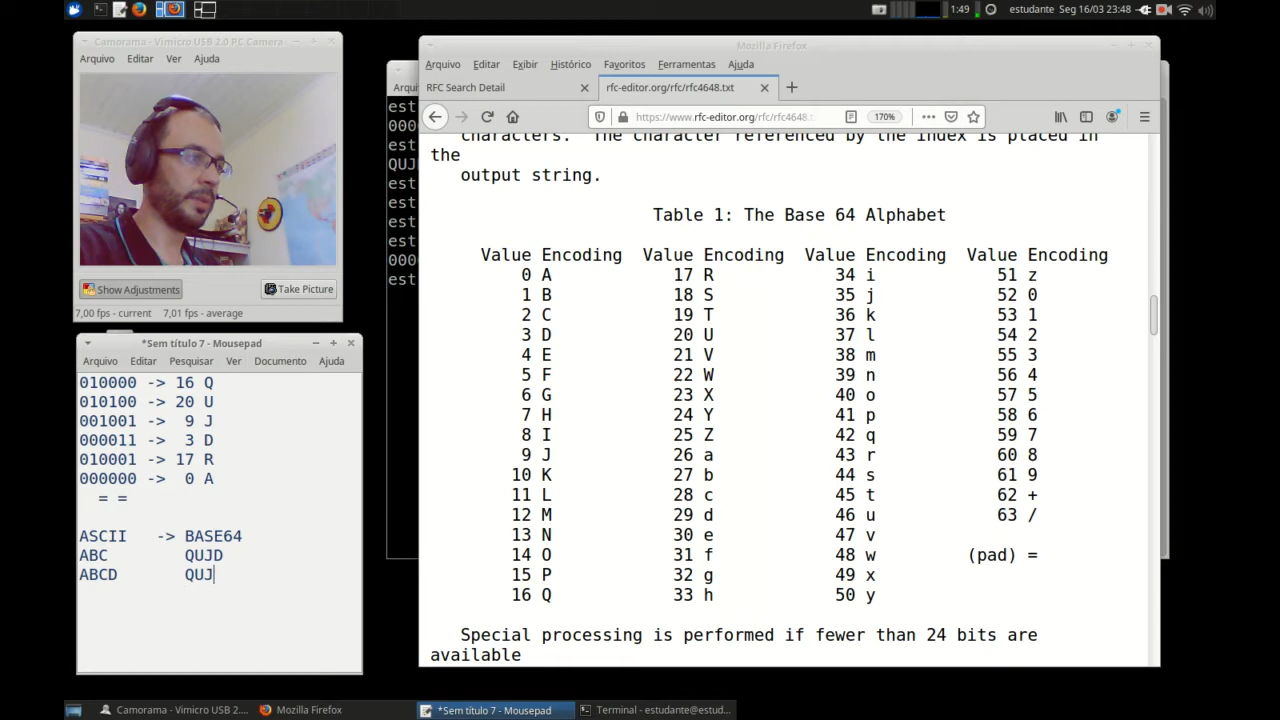 1:49
estudante Seg 16/03 23:48
Camorama - Vimicro USB 2.0 PC Camera
Arquivo Editar Ver Ajuda
Show Adjustments
Take Picture
7,00 fps - current 7,01 fps - average
*Sem título 7 - Mousepad
Arquivo Editar Pesquisar Ver Documento Ajuda
010000 -> 16 Q
010100 -> 20 U
001001 -> 9 J
000011 -> 3 D
010001 -> 17 R
000000 -> 0 A
= =
ASCII -> BASE64
ABC QUJD
ABCD QUJ
Arqui
est
0000
est
QUJ
est
est
est
est
000
est
Mozilla Firefox
Arquivo Editar Exibir Histórico Favoritos Ferramentas Ajuda
RFC Search Detail
rfc-editor.org/rfc/rfc4648.txt
https://www.rfc-editor.org/rfc/rfc4648.
170%
characters. The character referenced by the index is placed in
the
output string.
Table 1: The Base 64 Alphabet
Value Encoding Value Encoding Value Encoding Value Encoding
0 A 17 R 34 i 51 z
1 B 18 S 35 j 52 0
2 C 19 T 36 k 53 1
3 D 20 U 37 l 54 2
4 E 21 V 38 m 55 3
5 F 22 W 39 n 56 4
6 G 23 X 40 o 57 5
7 H 24 Y 41 p 58 6
8 I 25 Z 42 q 59 7
9 J 26 a 43 r 60 8
10 K 27 b 44 s 61 9
11 L 28 c 45 t 62 +
12 M 29 d 46 u 63 /
13 N 30 e 47 v
14 O 31 f 48 w (pad) =
15 P 32 g 49 x
16 Q 33 h 50 y
Special processing is performed if fewer than 24 bits are
available
Camorama - Vimicro USB 2....
Mozilla Firefox
*Sem título 7 - Mousepad
Terminal - estudante@estud...